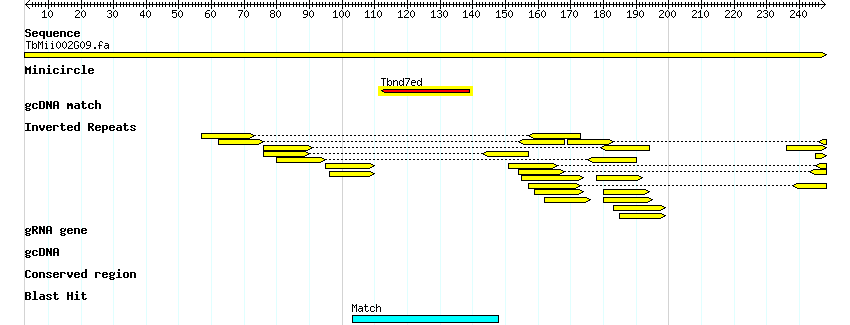 10 20 30 40 50 60 70 80 90 100 110 120 130 140 150 160 170 180 190 200 210 220 230 240
Sequence
TbMii002G09.fa
Minicircle
Tbnd7ed
gcDNA match
Inverted Repeats
gRNA gene
gcDNA
Conserved region
Blast Hit
Match